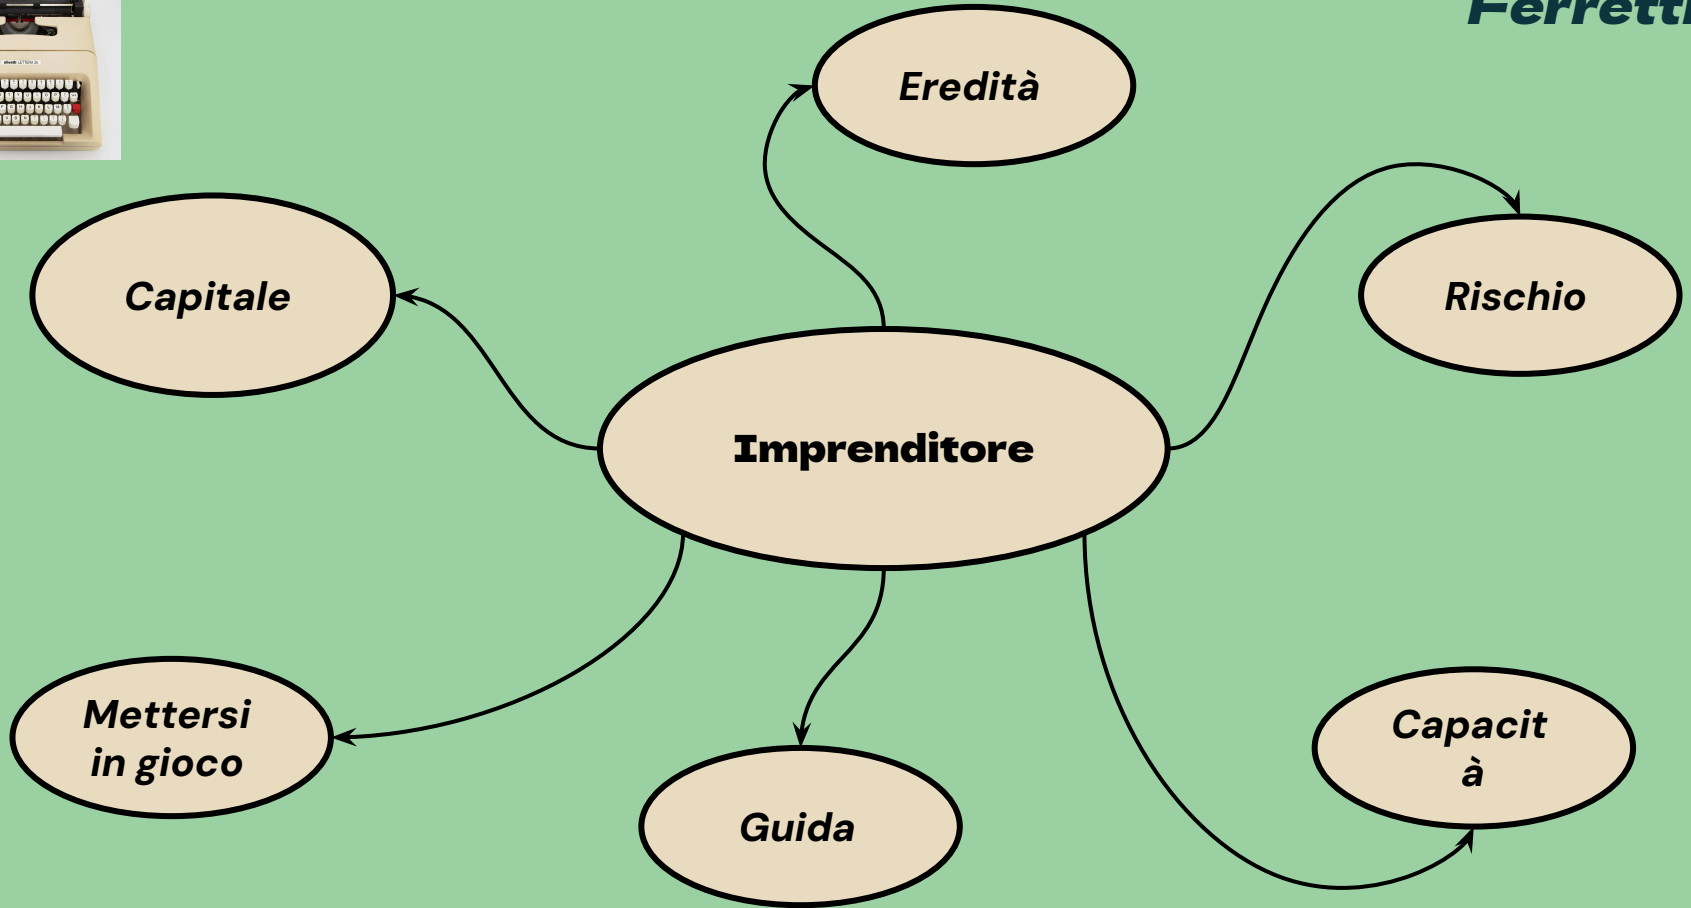 Ferretti
Eredità
Capitale
Rischio
Imprenditore
Mettersi
in gioco
Capacit
à
Guida